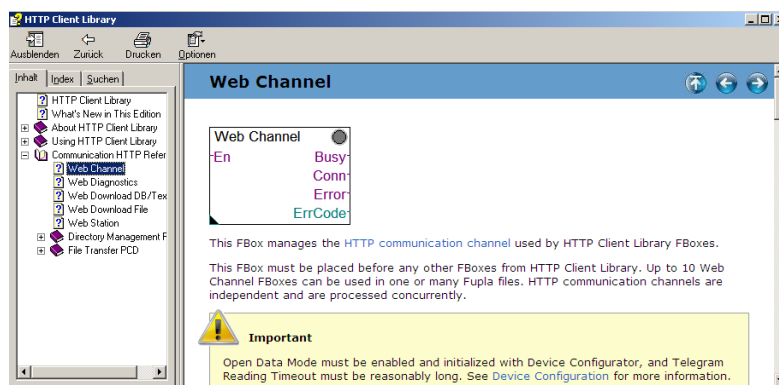 HTTP Client Library
Ausblenden Zurück Drucken Optionen
Inhalt Index Suchen
HTTP Client Library
What's New in This Edition
About HTTP Client Library
Using HTTP Client Library
Communication HTTP Refer
Web Channel
Web Diagnostics
Web Download DB/Tex
Web Download File
Web Station
Directory Management F
File Transfer PCD
Web Channel
Web Channel
En Busy
Conn
Error
ErrCode
This FBox manages the HTTP communication channel used by HTTP Client Library FBoxes.
This FBox must be placed before any other FBoxes from HTTP Client Library. Up to 10 Web
Channel FBoxes can be used in one or many Fupla files. HTTP communication channels are
independent and are processed concurrently.
Important
Open Data Mode must be enabled and initialized with Device Configurator, and Telegram
Reading Timeout must be reasonably long. See Device Configuration for more information.